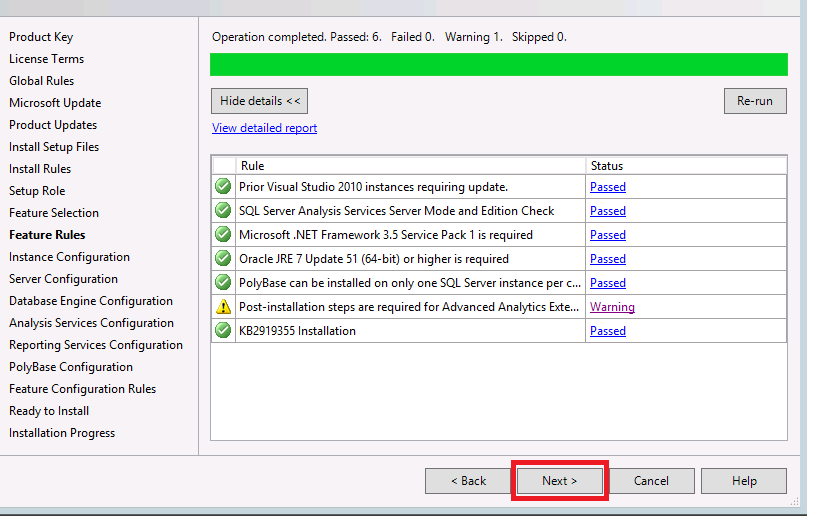 Product Key
License Terms
Global Rules
Microsoft Update
Product Updates
Install Setup Files
Install Rules
Setup Role
Feature Selection
Feature Rules
Instance Configuration
Server Configuration
Database Engine Configuration
Analysis Services Configuration
Reporting Services Configuration
PolyBase Configuration
Feature Configuration Rules
Ready to Install
Installation Progress
Operation completed. Passed: 6. Failed 0. Warning 1. Skipped 0.
Hide details << Re-run
View detailed report
Rule Status
Prior Visual Studio 2010 instances requiring update. Passed
SQL Server Analysis Services Server Mode and Edition Check Passed
Microsoft .NET Framework 3.5 Service Pack 1 is required Passed
Oracle JRE 7 Update 51 (64-bit) or higher is required Passed
PolyBase can be installed on only one SQL Server instance per c... Passed
Post-installation steps are required for Advanced Analytics Exte... Warning
KB2919355 Installation Passed
< Back Next > Cancel Help